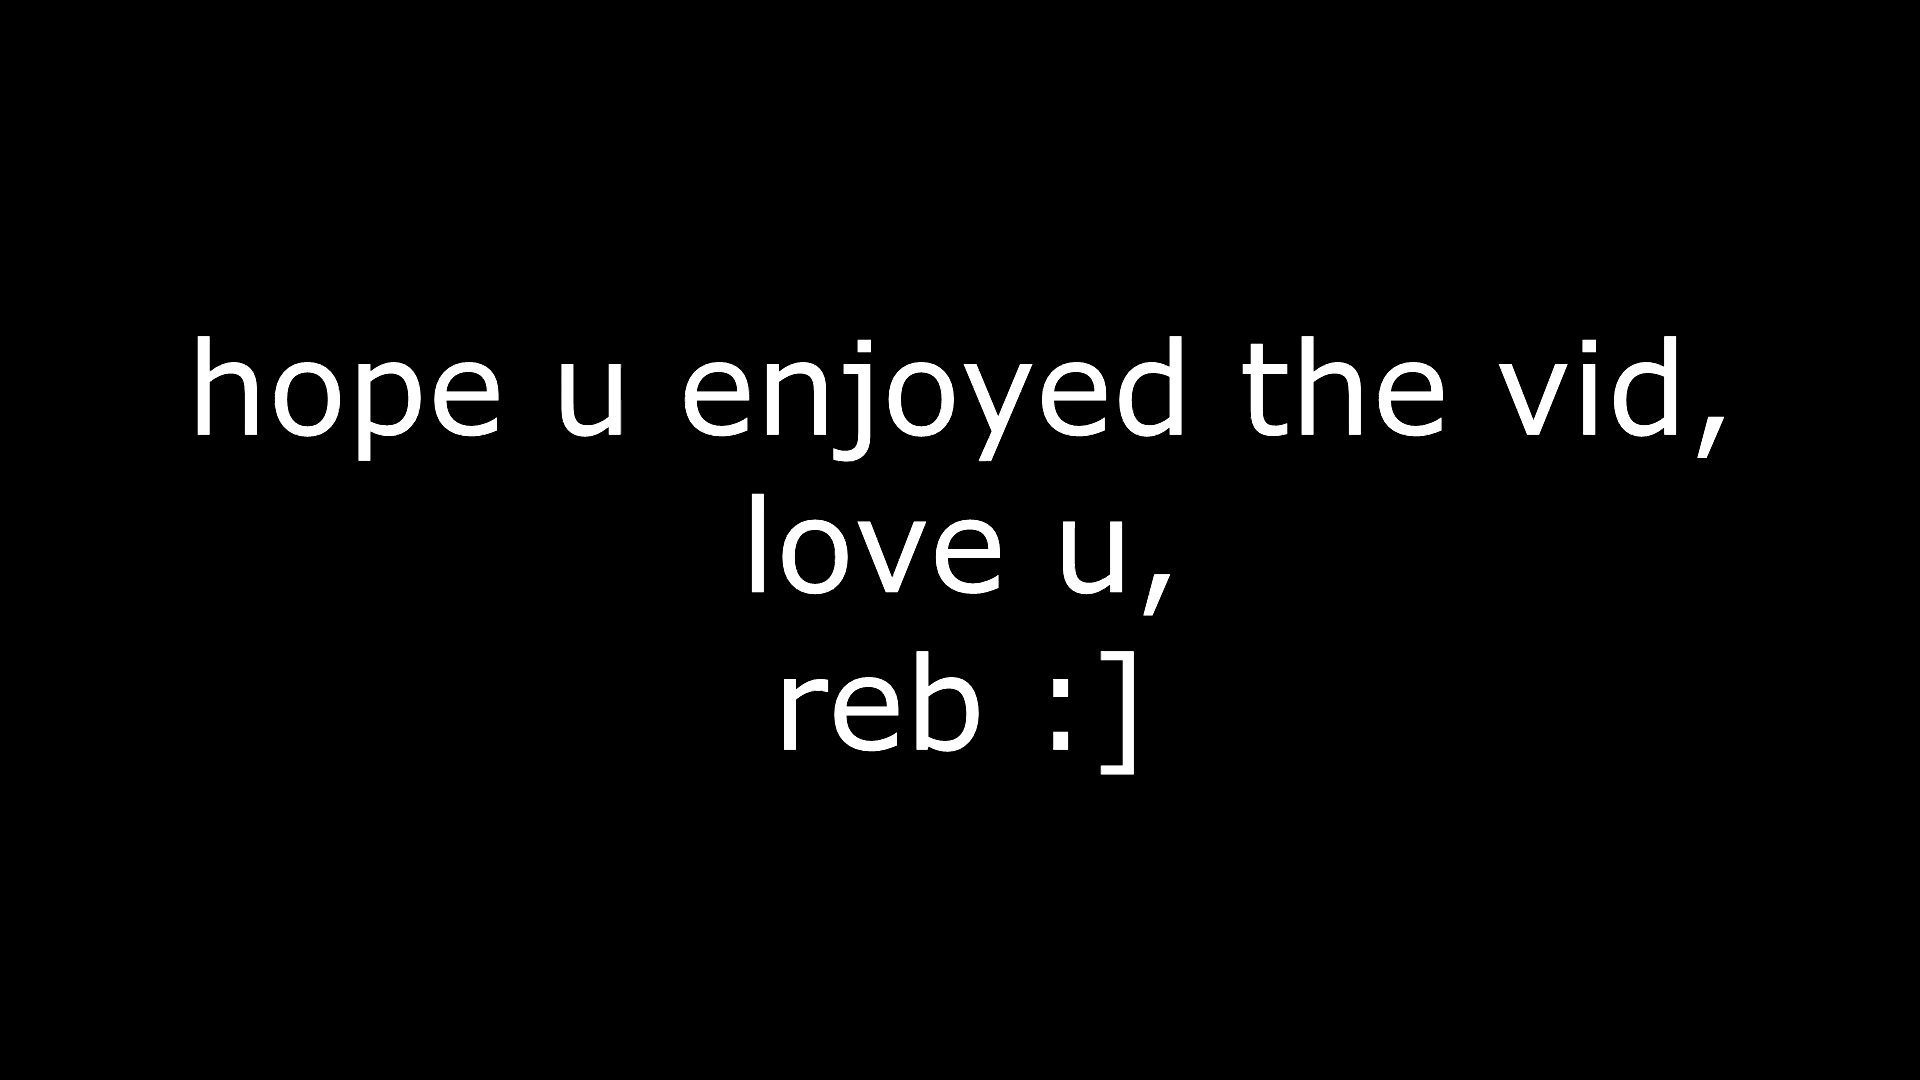 hope u enjoyed the vid,
love u,
reb :]